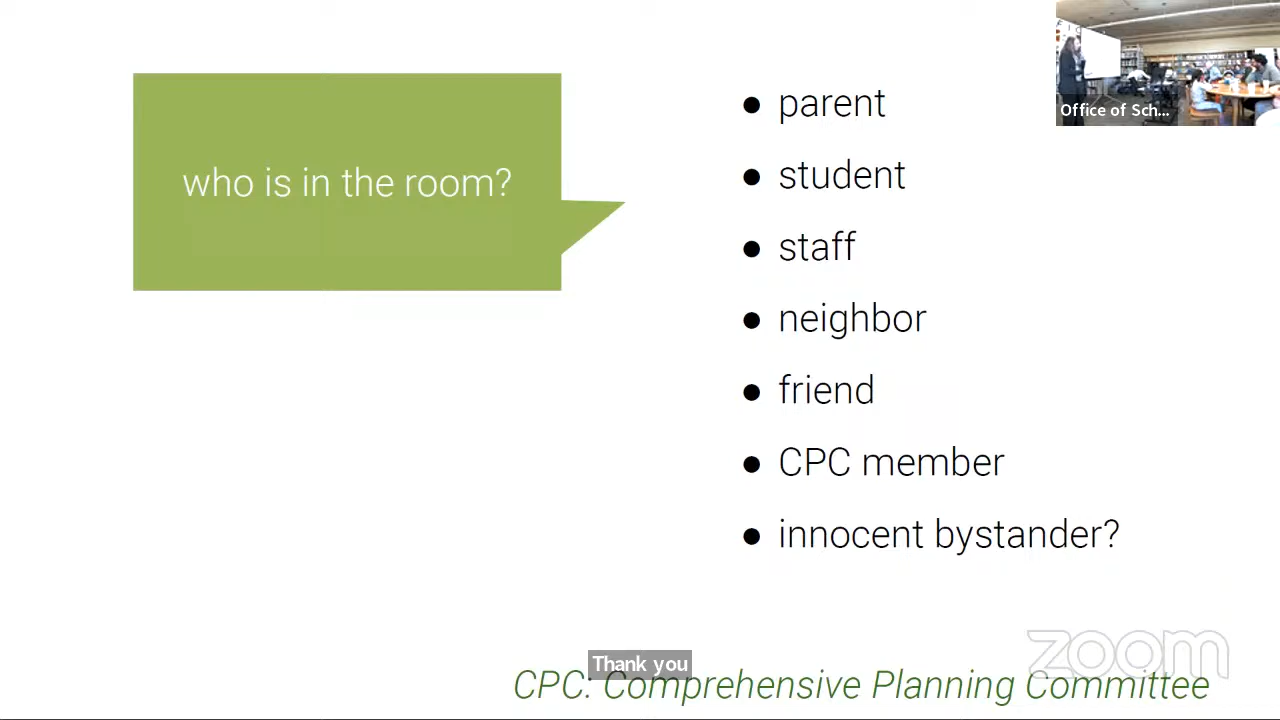 who is in the room?
• parent
• student
• staff
• neighbor
• friend
• CPC member
• innocent bystander?
Office of Sch...
Thank you
CPC: Comprehensive Planning Committee
zoom